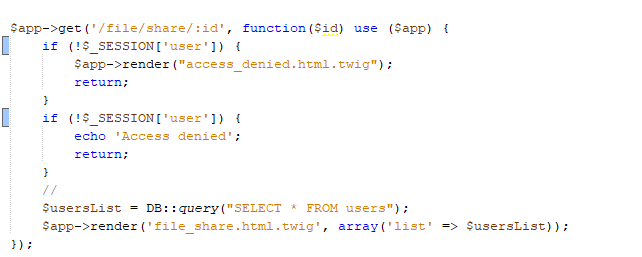 $app->get('/file/share/:id', function($id) use ($app) {
    if (!$_SESSION['user']) {
        $app->render("access_denied.html.twig");
        return;
    }
    if (!$_SESSION['user']) {
        echo 'Access denied';
        return;
    }
    //
    $usersList = DB::query("SELECT * FROM users");
    $app->render('file_share.html.twig', array('list' => $usersList));
});